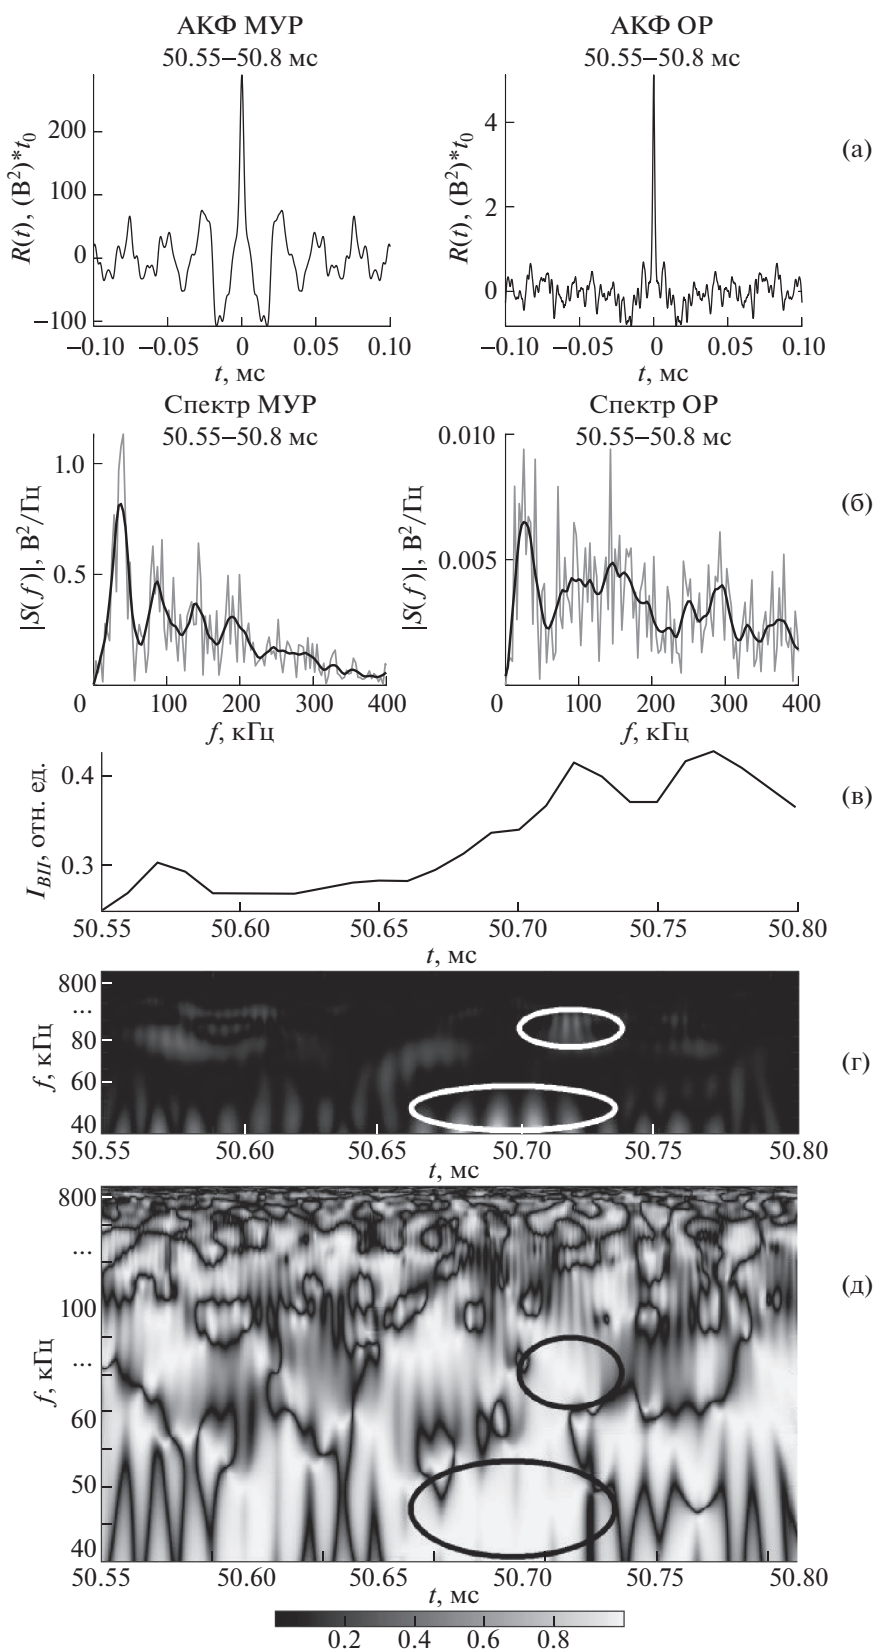 АКФ МУР
50.55–50.8 мс
АКФ ОР
50.55–50.8 мс
(а)
R(t), (В²)*t₀
200
100
0
−100
−0.10 −0.05 0 0.05 0.10
t, мс
R(t), (В²)*t₀
4
2
0
−0.10 −0.05 0 0.05 0.10
t, мс
Спектр МУР
50.55–50.8 мс
Спектр ОР
50.55–50.8 мс
(б)
|S(f)|, В²/Гц
1.0
0.5
0 100 200 300 400
f, кГц
|S(f)|, В²/Гц
0.010
0.005
0 100 200 300 400
f, кГц
(в)
I_ВП, отн. ед.
0.4
0.3
50.55 50.60 50.65 50.70 50.75 50.80
t, мс
(г)
f, кГц
800
...
80
60
40
50.55 50.60 50.65 50.70 50.75 50.80
t, мс
(д)
f, кГц
800
...
100
...
60
50
40
50.55 50.60 50.65 50.70 50.75 50.80
t, мс
0.2 0.4 0.6 0.8